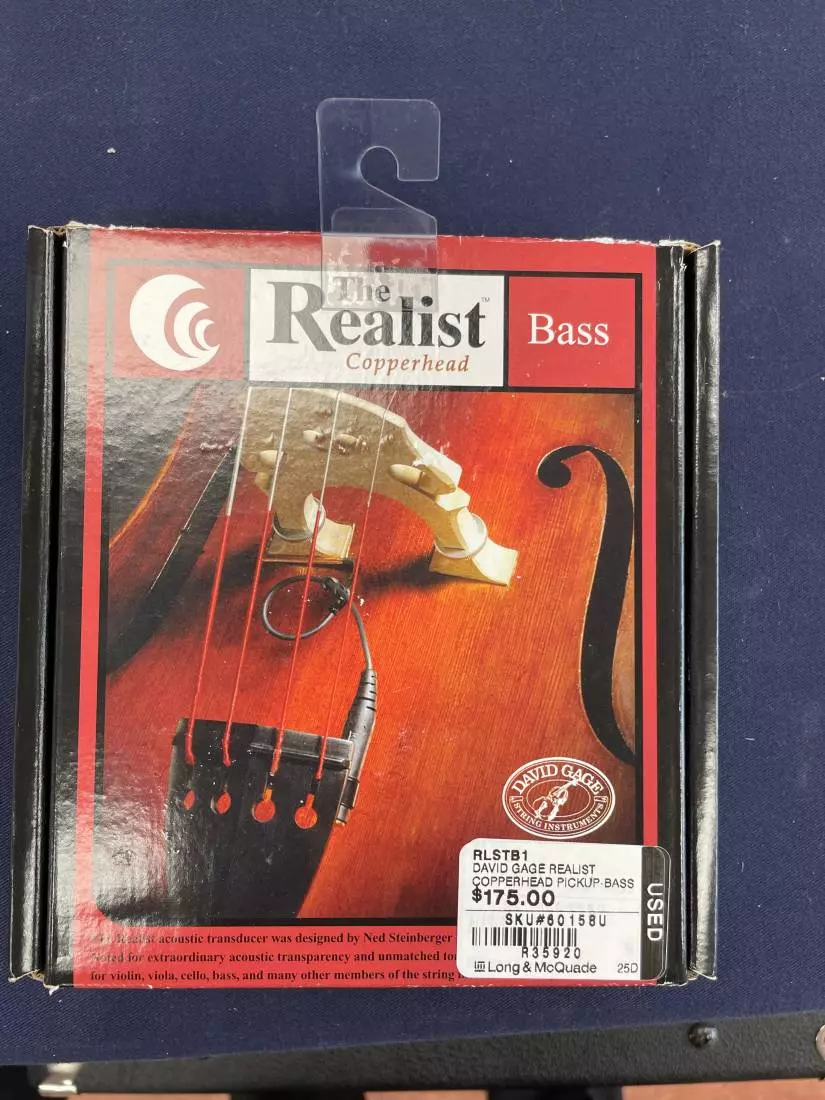 The
Realist™
Copperhead
Bass
DAVID GAGE
STRING INSTRUMENTS
RLSTB1
DAVID GAGE REALIST
COPPERHEAD PICKUP-BASS
$175.00
SKU#60158U
R35920
Long & McQuade
25D
USED
Realist acoustic transducer was designed by Ned Steinberger
Noted for extraordinary acoustic transparency and unmatched
for violin, viola, cello, bass, and many other members of the string